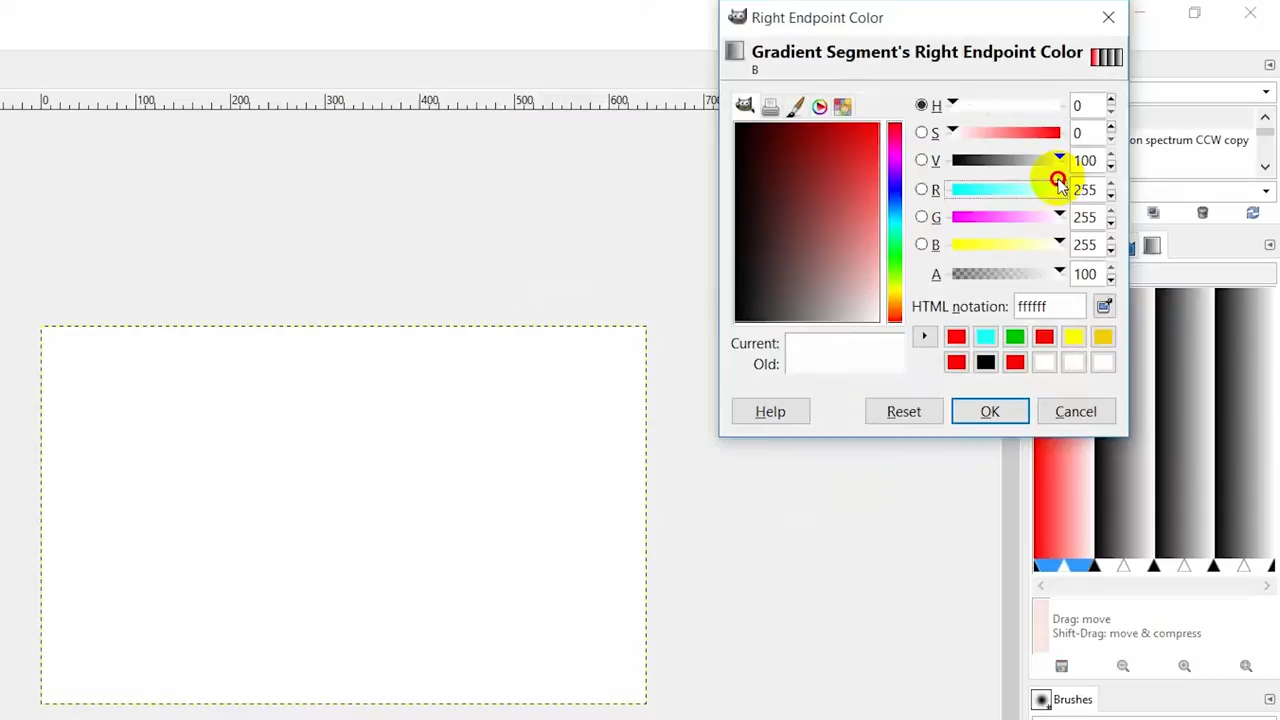 Right Endpoint Color
Gradient Segment's Right Endpoint Color
B
0 100 200 300 400 500 600 700
H 0
S 0
V 100
R 255
G 255
B 255
A 100
HTML notation: ffffff
Current:
Old:
Help Reset OK Cancel
on spectrum CCW copy
Drag: move
Shift-Drag: move & compress
Brushes